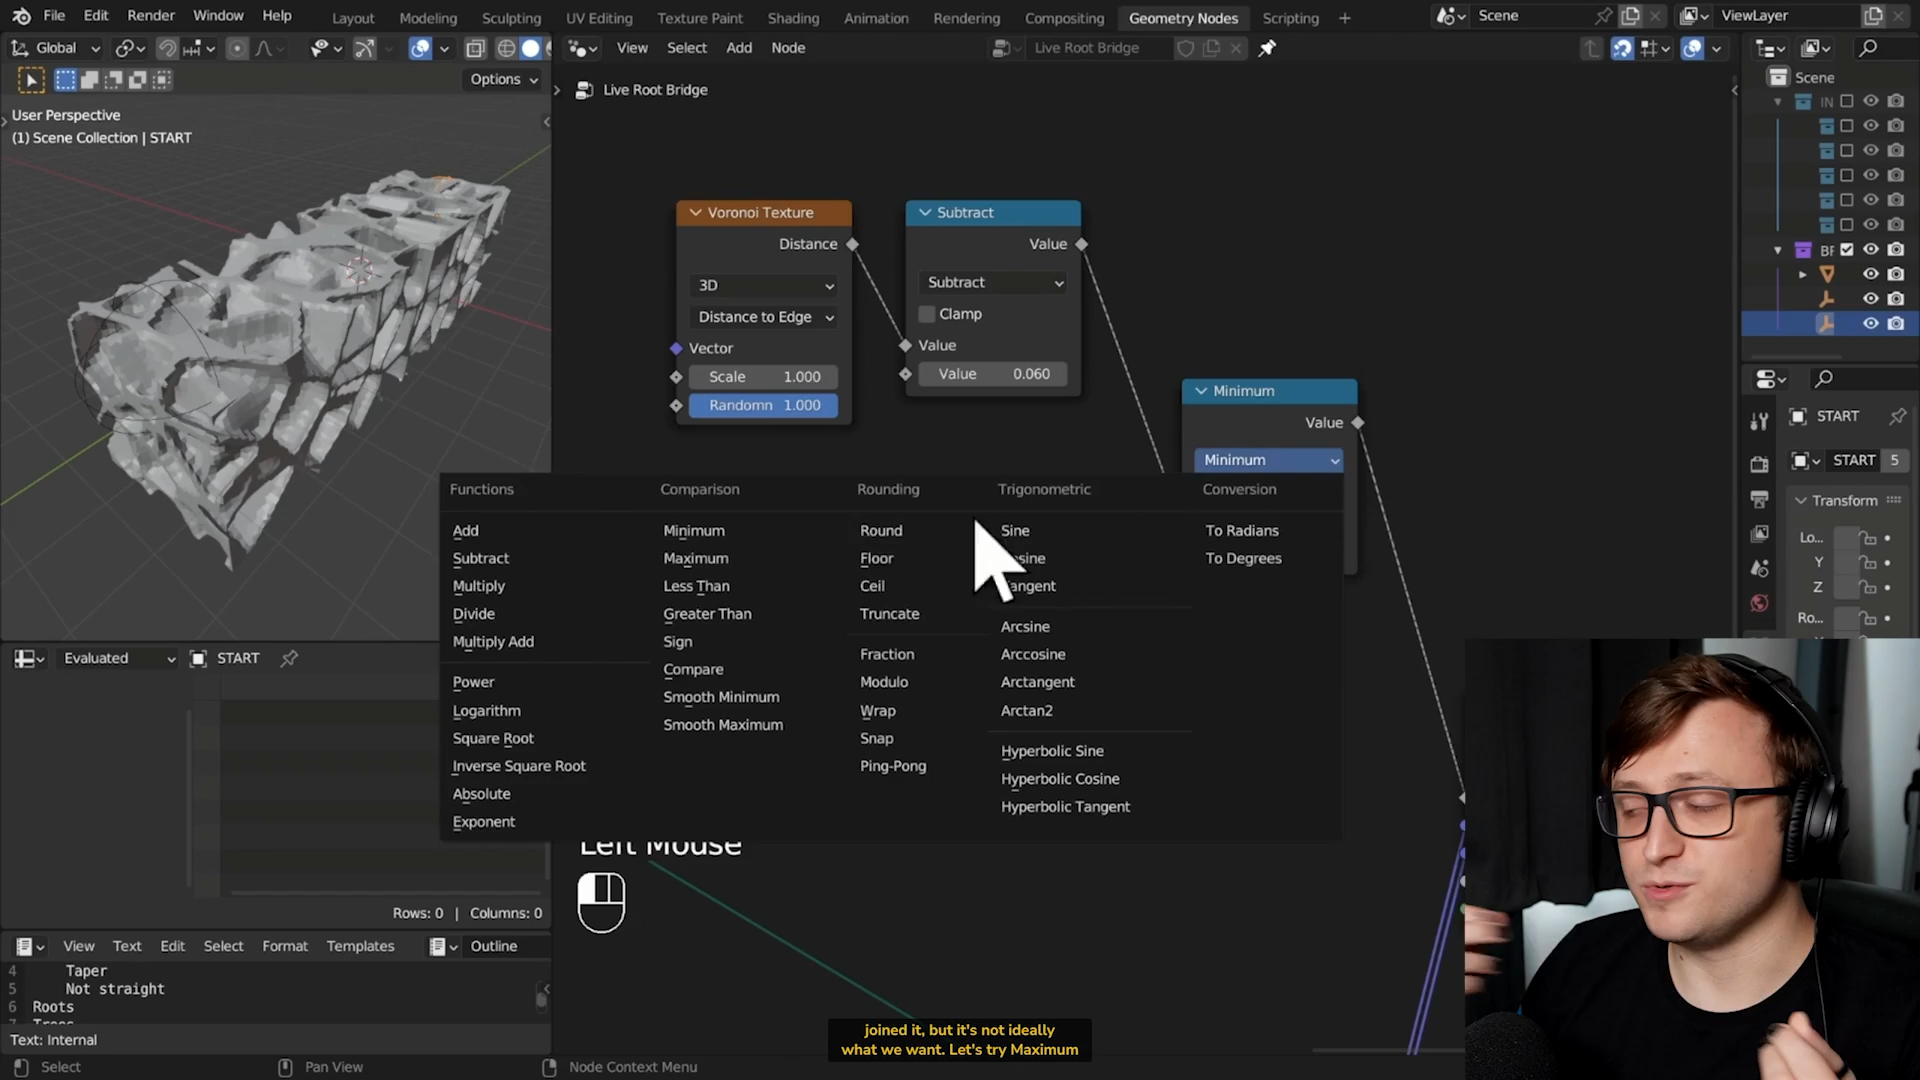 File Edit Render Window Help
Layout Modeling Sculpting UV Editing Texture Paint Shading Animation Rendering Compositing Geometry Nodes Scripting +
Scene
ViewLayer
Global
View Select Add Node
Live Root Bridge
Options
Live Root Bridge
User Perspective
(1) Scene Collection | START
Scene
IN
BF
Voronoi Texture
Distance
3D
Distance to Edge
Vector
Scale 1.000
Randomn 1.000
Subtract
Value
Subtract
Clamp
Value
Value 0.060
Minimum
Value
Minimum
Functions
Add
Subtract
Multiply
Divide
Multiply Add
Power
Logarithm
Square Root
Inverse Square Root
Absolute
Exponent
Comparison
Minimum
Maximum
Less Than
Greater Than
Sign
Compare
Smooth Minimum
Smooth Maximum
Rounding
Round
Floor
Ceil
Truncate
Fraction
Modulo
Wrap
Snap
Ping-Pong
Trigonometric
Sine
Arcsine
Arccosine
Arctangent
Arctan2
Hyperbolic Sine
Hyperbolic Cosine
Hyperbolic Tangent
Conversion
To Radians
To Degrees
START
START 5
Transform
Lo...
Y
Z
Ro...
Evaluated
START
Rows: 0 | Columns: 0
View Text Edit Select Format Templates
Outline
4 Taper
5 Not straight
6 Roots
Text: Internal
Left Mouse
joined it, but it's not ideally
what we want. Let's try Maximum
Select
Pan View
Node Context Menu